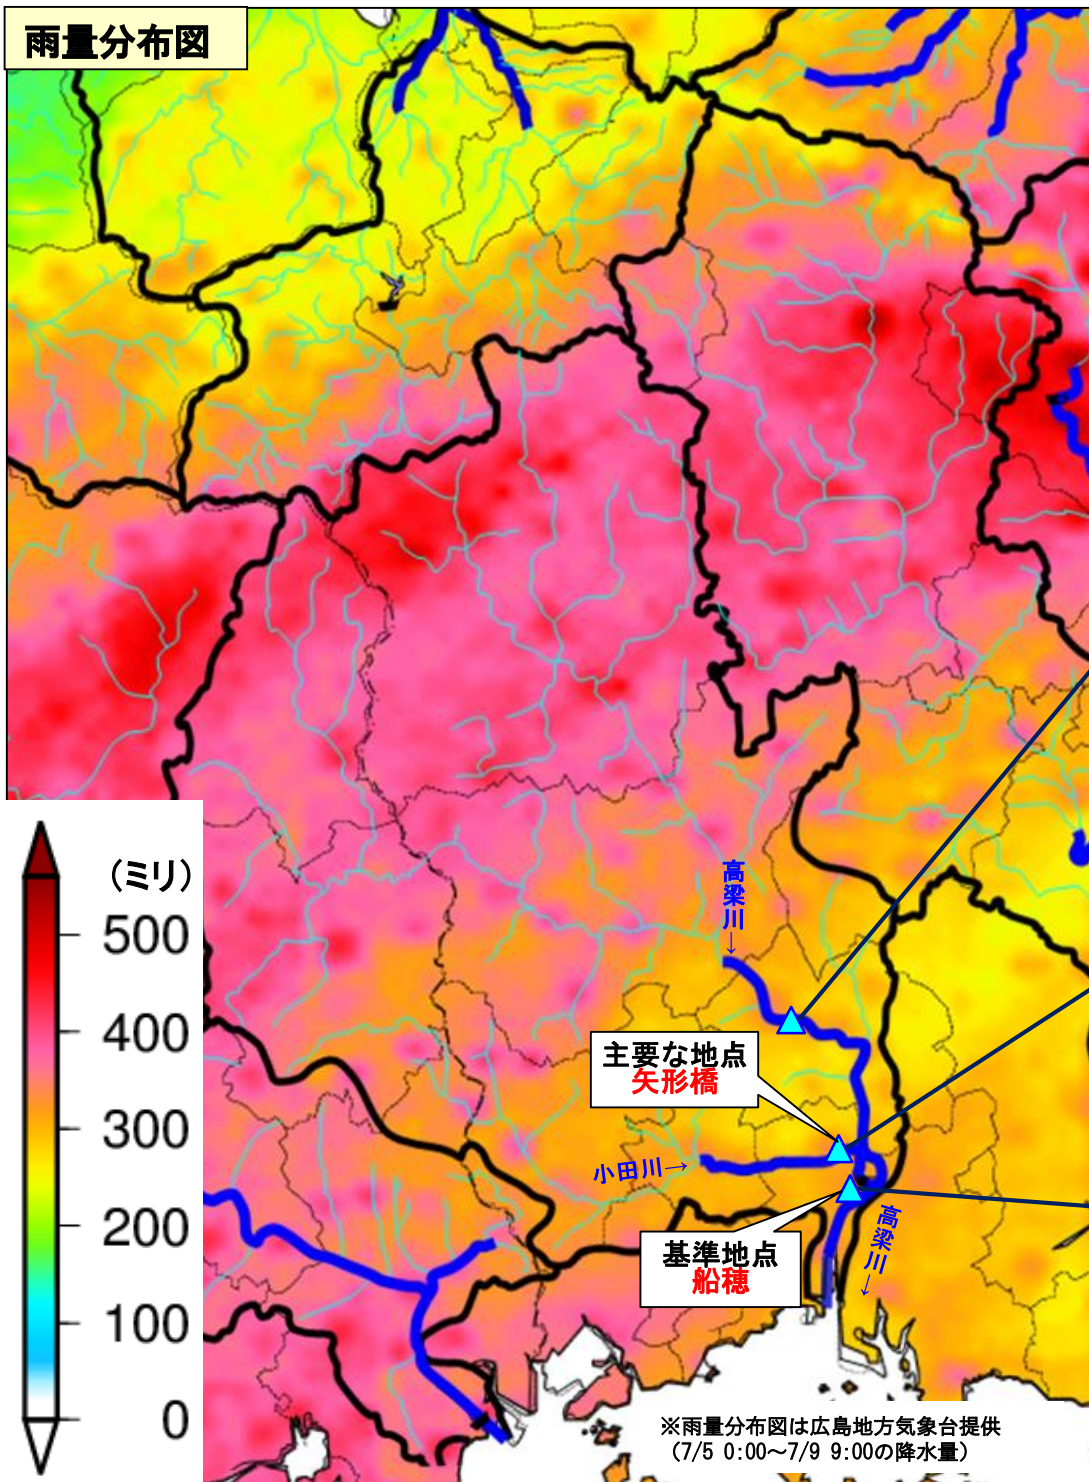 雨量分布図
(ミリ)
500
400
300
200
100
0
高梁川→
主要な地点
矢形橋
小田川→
基準地点
船穂
高梁川→
※雨量分布図は広島地方気象台提供
(7/5 0:00～7/9 9:00の降水量)